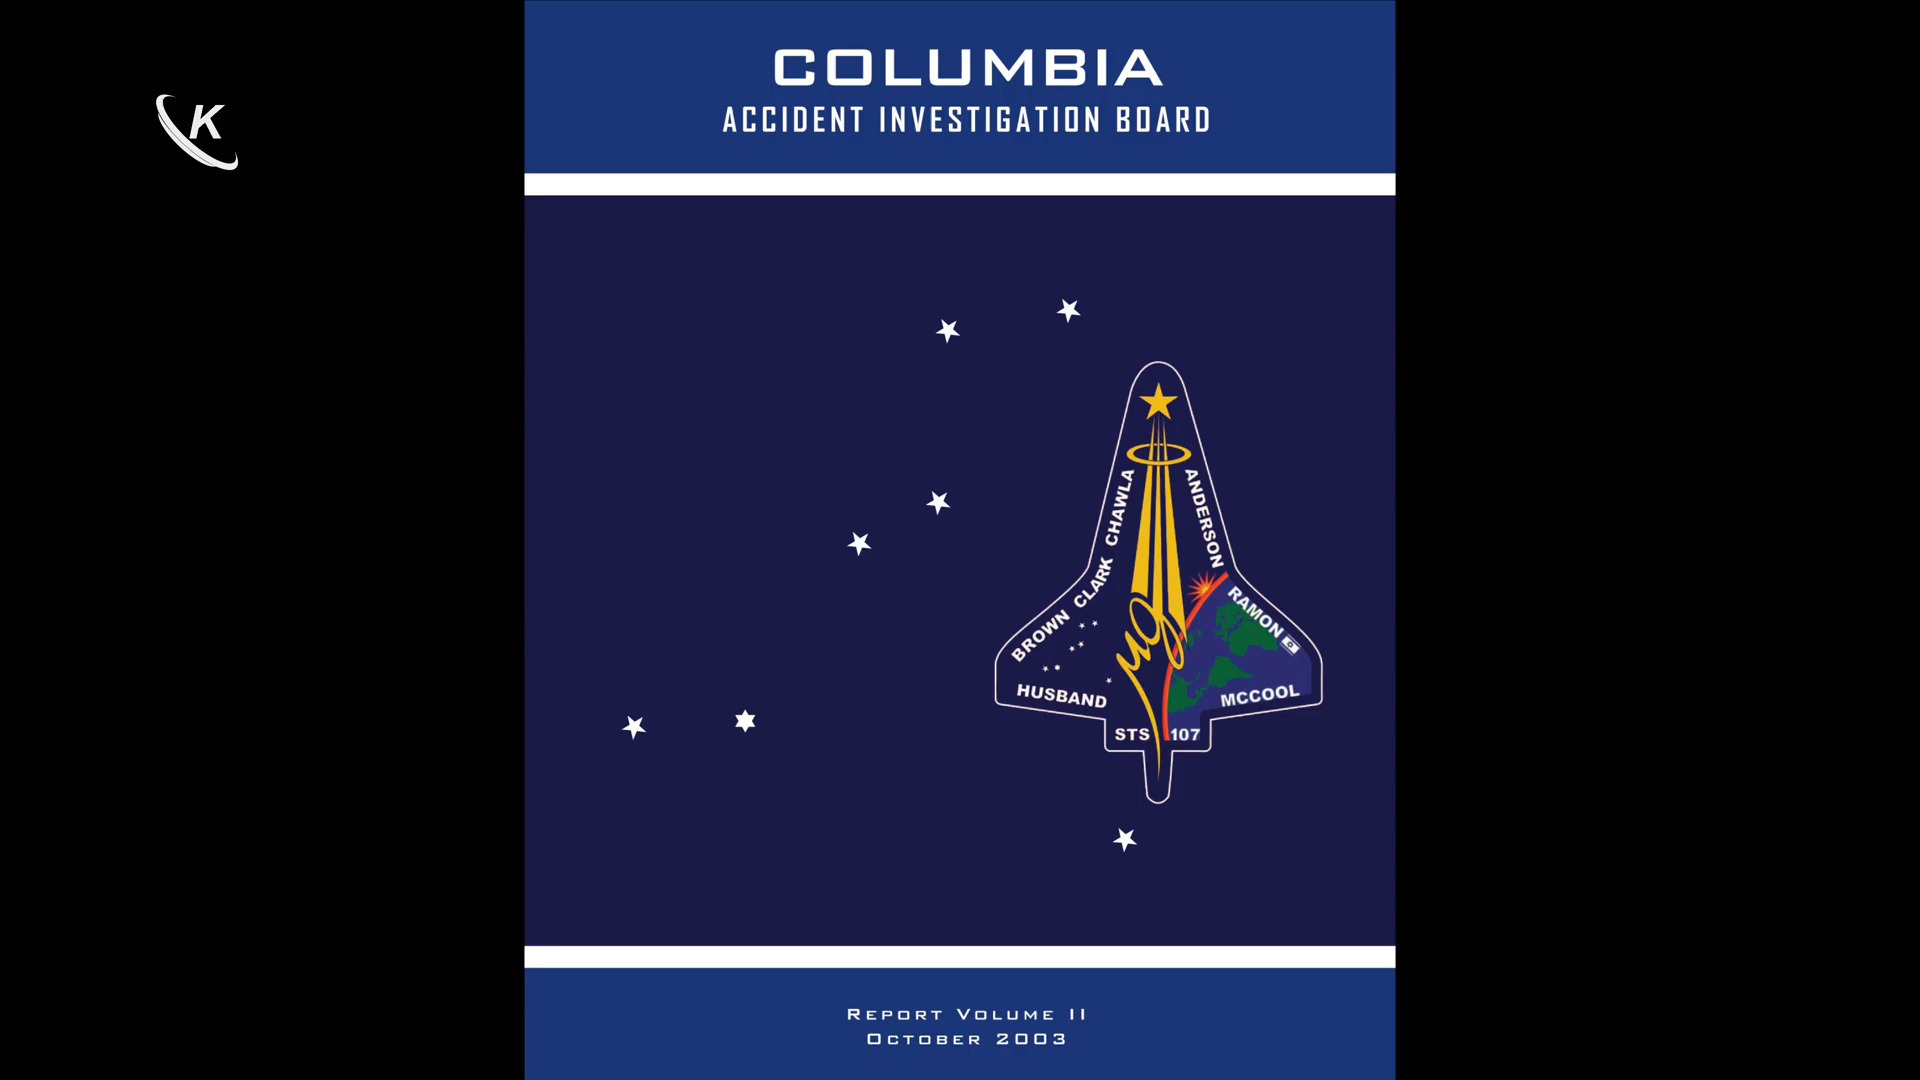 K
COLUMBIA
ACCIDENT INVESTIGATION BOARD
CHAWLA
ANDERSON
CLARK
BROWN
RAMON
HUSBAND
MCCOOL
STS 107
REPORT VOLUME II
OCTOBER 2003